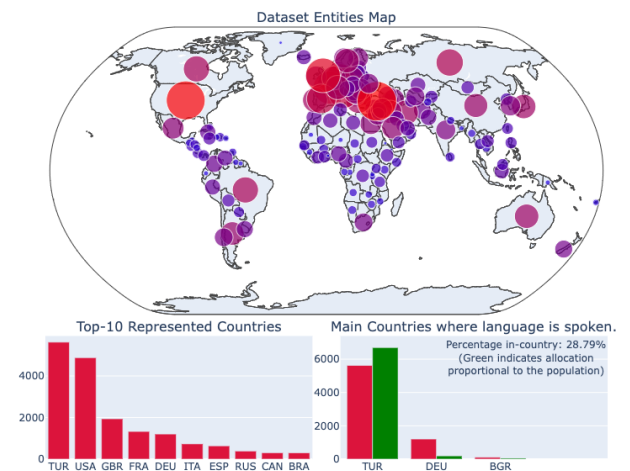 Dataset Entities Map
Top-10 Represented Countries
4000
2000
0
TUR USA GBR FRA DEU ITA ESP RUS CAN BRA
Main Countries where language is spoken.
Percentage in-country: 28.79%
(Green indicates allocation
proportional to the population)
6000
4000
2000
0
TUR DEU BGR